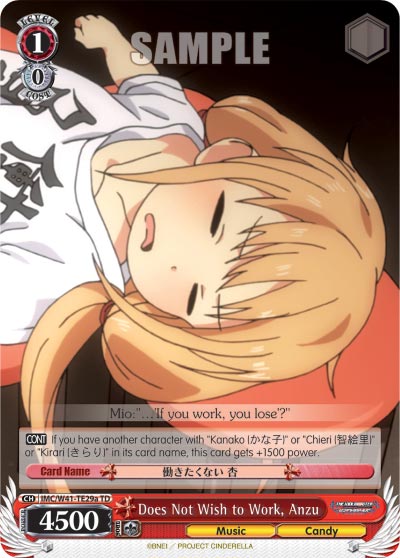 LEVEL
1
0
COST
SAMPLE
働
Mio:"…'If you work, you lose'?"
CONT If you have another character with "Kanako (かな子)" or "Chieri (智絵里)"
or "Kirari (きらり)" in its card name, this card gets +1500 power.
Card Name 働きたくない 杏
CH IMC/W41-TE29a TD
4500
Does Not Wish to Work, Anzu
Music Candy
©BNEI / PROJECT CINDERELLA